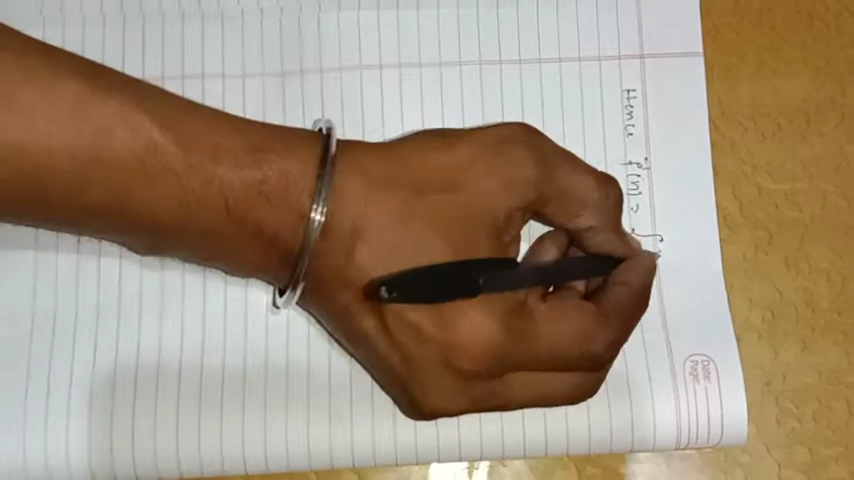 Date:
Page:
Hence f(n) =